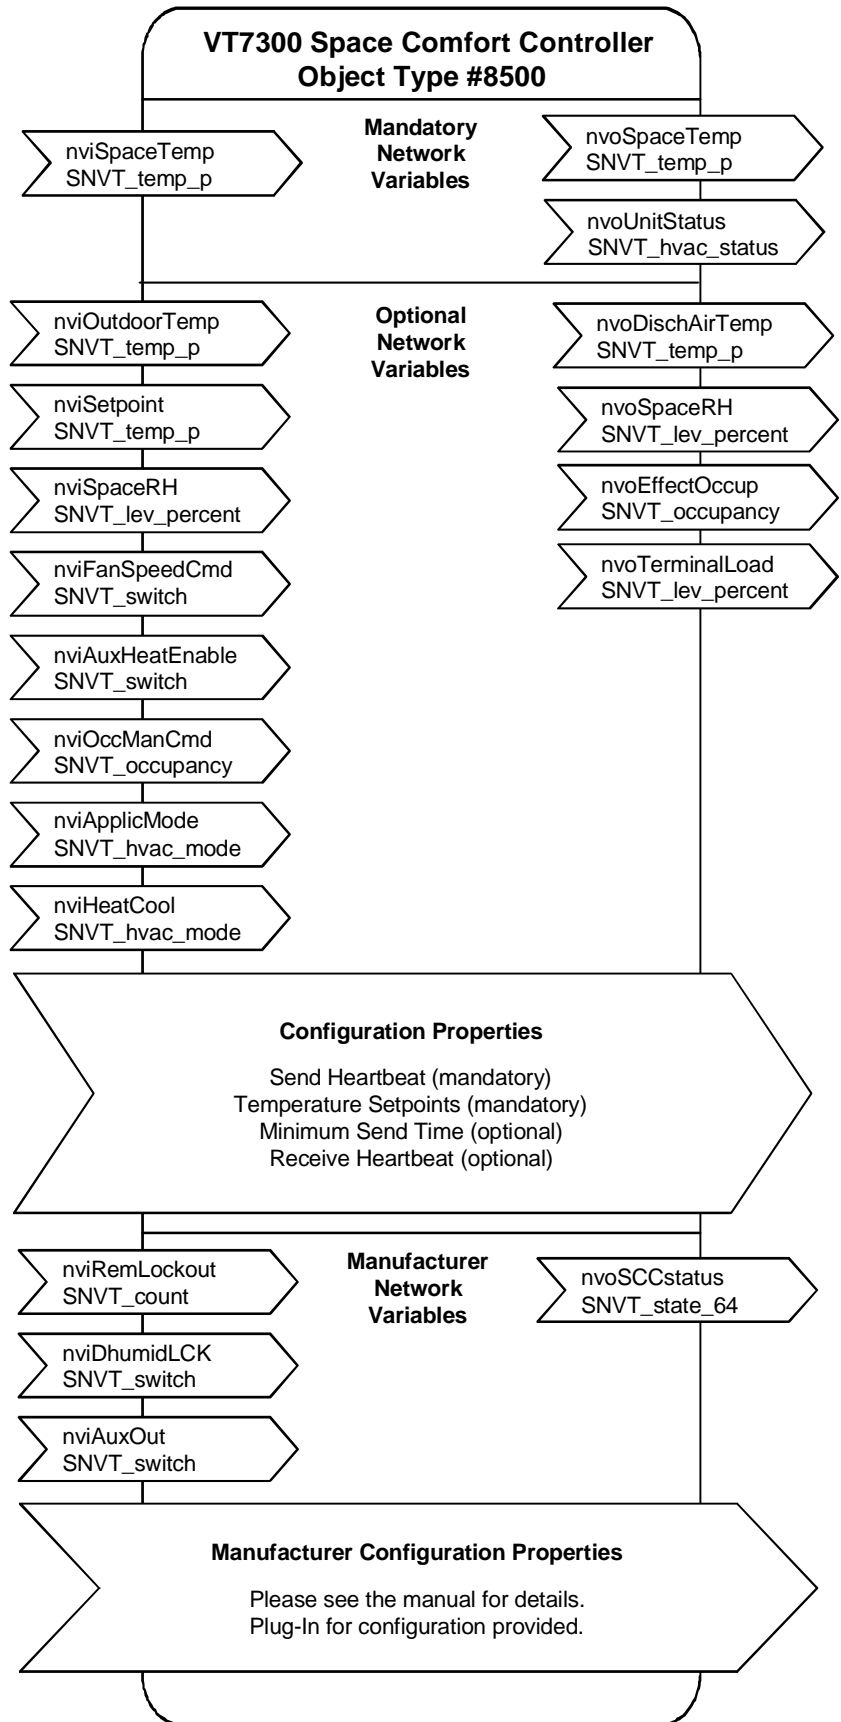 VT7300 Space Comfort Controller
Object Type #8500
Mandatory
Network
Variables
nviSpaceTemp
SNVT_temp_p
nvoSpaceTemp
SNVT_temp_p
nvoUnitStatus
SNVT_hvac_status
Optional
Network
Variables
nviOutdoorTemp
SNVT_temp_p
nviSetpoint
SNVT_temp_p
nviSpaceRH
SNVT_lev_percent
nviFanSpeedCmd
SNVT_switch
nviAuxHeatEnable
SNVT_switch
nviOccManCmd
SNVT_occupancy
nviApplicMode
SNVT_hvac_mode
nviHeatCool
SNVT_hvac_mode
nvoDischAirTemp
SNVT_temp_p
nvoSpaceRH
SNVT_lev_percent
nvoEffectOccup
SNVT_occupancy
nvoTerminalLoad
SNVT_lev_percent
Configuration Properties
Send Heartbeat (mandatory)
Temperature Setpoints (mandatory)
Minimum Send Time (optional)
Receive Heartbeat (optional)
Manufacturer
Network
Variables
nviRemLockout
SNVT_count
nviDhumidLCK
SNVT_switch
nviAuxOut
SNVT_switch
nvoSCCstatus
SNVT_state_64
Manufacturer Configuration Properties
Please see the manual for details.
Plug-In for configuration provided.